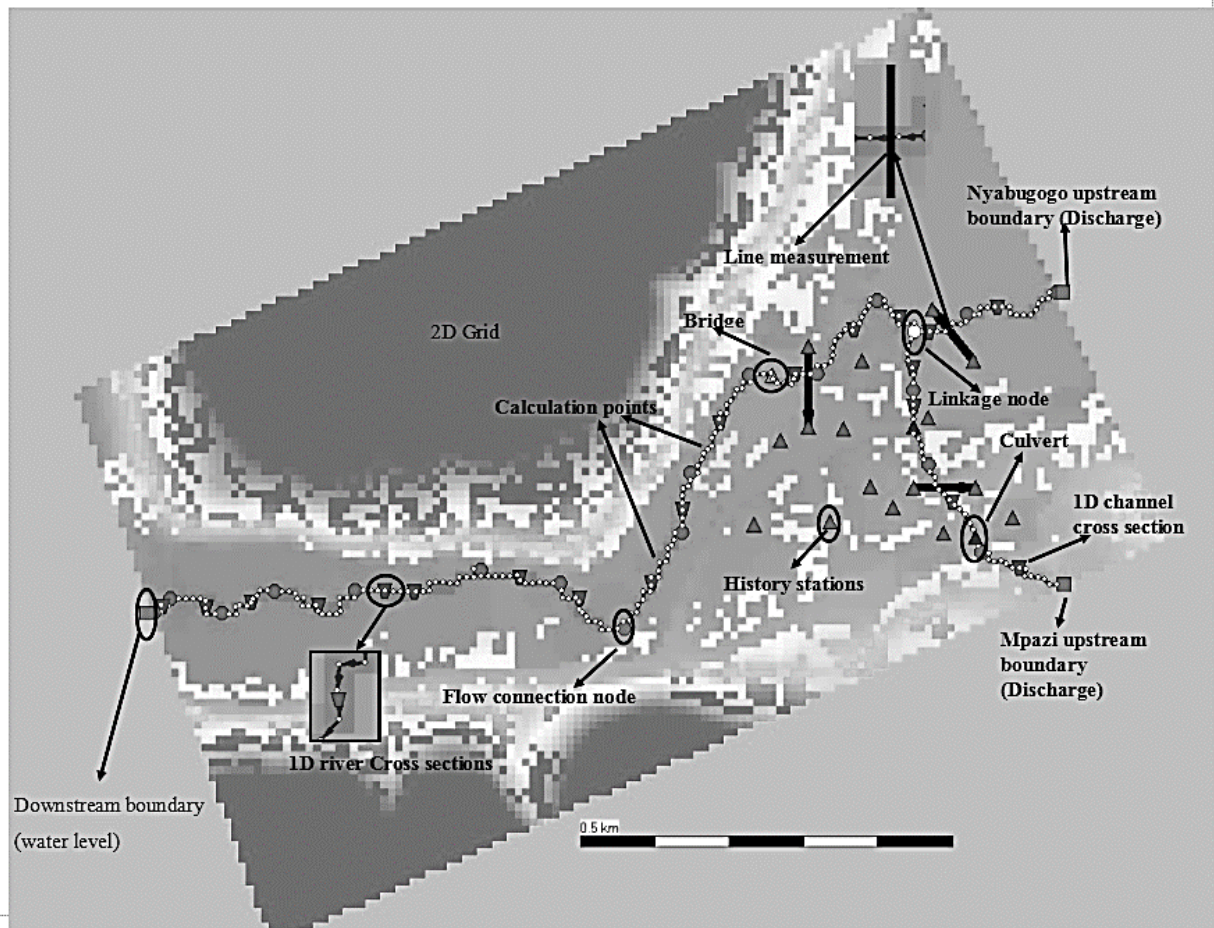 Nyabugogo upstream
boundary (Discharge)
Line measurement
2D Grid
Bridge
Linkage node
Calculation points
Culvert
1D channel
cross section
History stations
Mpazi upstream
boundary
(Discharge)
Flow connection node
1D river Cross sections
Downstream boundary
(water level)
0.5 km